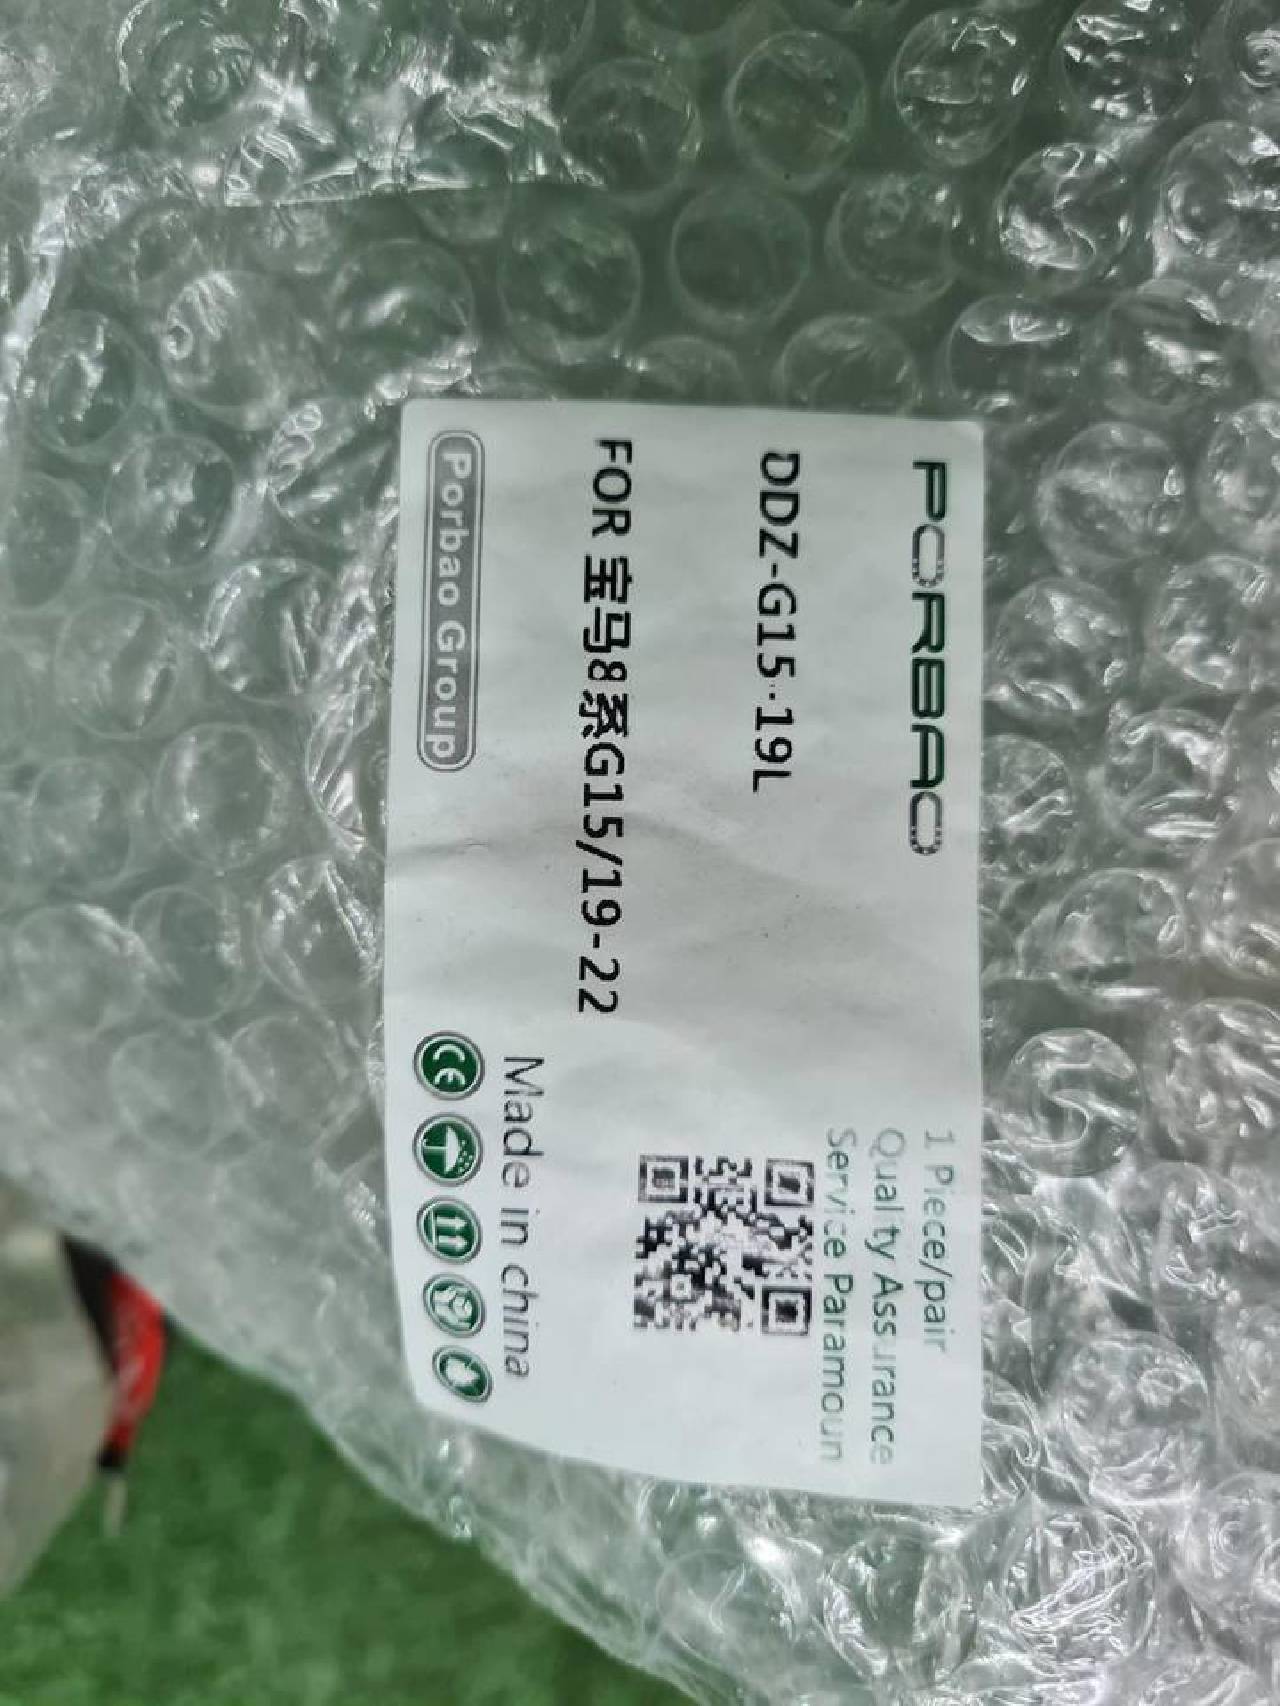 PORBAO
1 Piece/pair
Quality Assurance
Service Paramoun
DDZ-G15-19L
FOR 宝马8系G15/19-22
Made in china
Porbao Group
CE